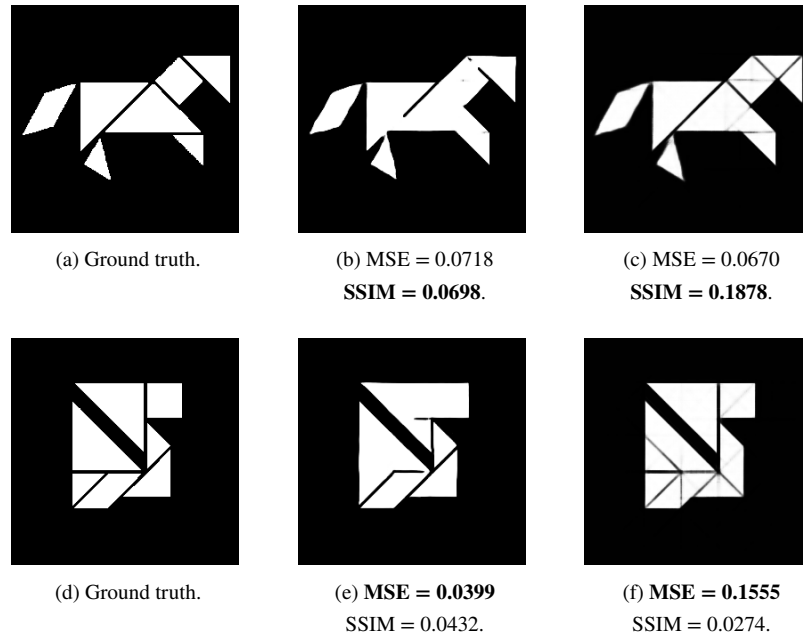 (a) Ground truth.
(b) MSE = 0.0718
SSIM = 0.0698.
(c) MSE = 0.0670
SSIM = 0.1878.
(d) Ground truth.
(e) MSE = 0.0399
SSIM = 0.0432.
(f) MSE = 0.1555
SSIM = 0.0274.